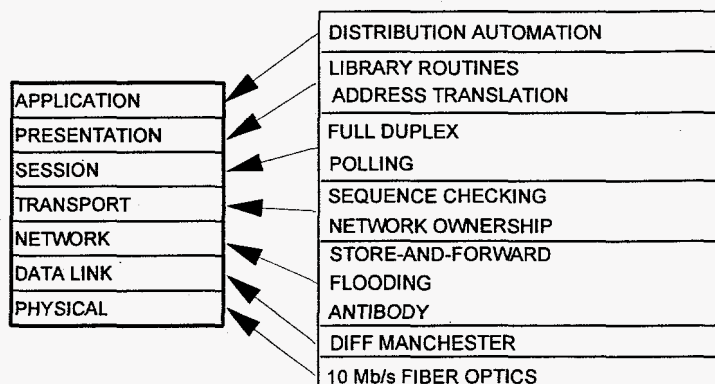 APPLICATION
PRESENTATION
SESSION
TRANSPORT
NETWORK
DATA LINK
PHYSICAL
DISTRIBUTION AUTOMATION
LIBRARY ROUTINES
ADDRESS TRANSLATION
FULL DUPLEX
POLLING
SEQUENCE CHECKING
NETWORK OWNERSHIP
STORE-AND-FORWARD
FLOODING
ANTIBODY
DIFF MANCHESTER
10 Mb/s FIBER OPTICS